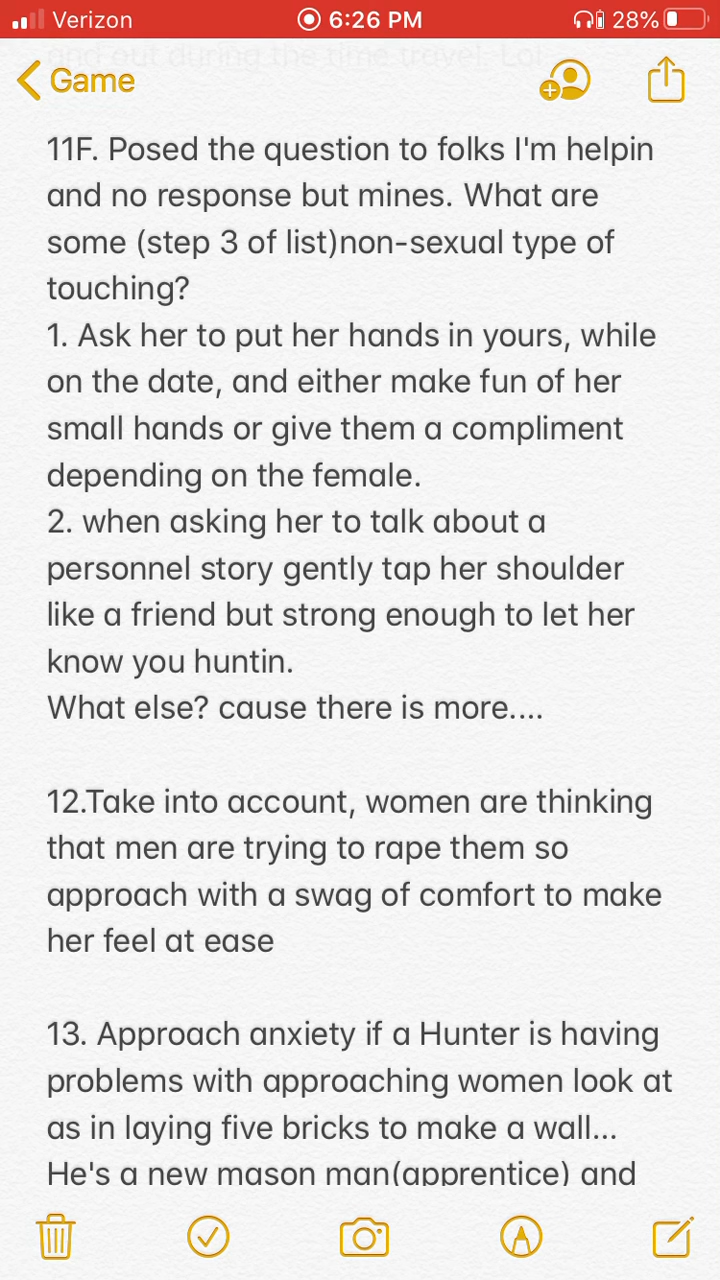 Verizon 6:26 PM 28%
and out during the time travel. Lol
Game
11F. Posed the question to folks I'm helpin
and no response but mines. What are
some (step 3 of list)non-sexual type of
touching?
1. Ask her to put her hands in yours, while
on the date, and either make fun of her
small hands or give them a compliment
depending on the female.
2. when asking her to talk about a
personnel story gently tap her shoulder
like a friend but strong enough to let her
know you huntin.
What else? cause there is more....
12.Take into account, women are thinking
that men are trying to rape them so
approach with a swag of comfort to make
her feel at ease
13. Approach anxiety if a Hunter is having
problems with approaching women look at
as in laying five bricks to make a wall...
He's a new mason man(apprentice) and